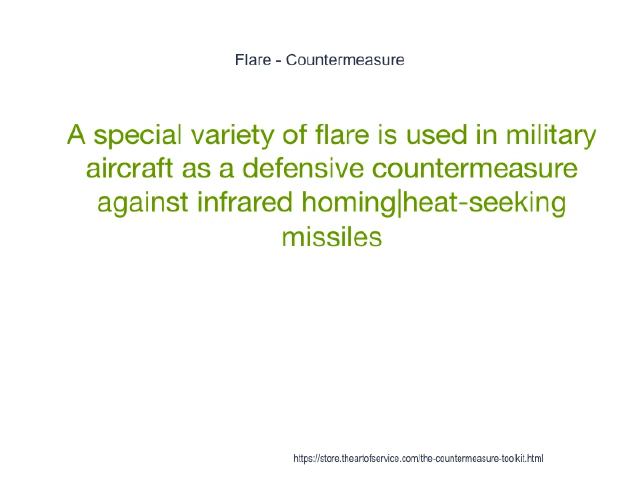 Flare - Countermeasure
A special variety of flare is used in military
aircraft as a defensive countermeasure
against infrared homing|heat-seeking
missiles
https://store.theartofservice.com/the-countermeasure-toolkit.html